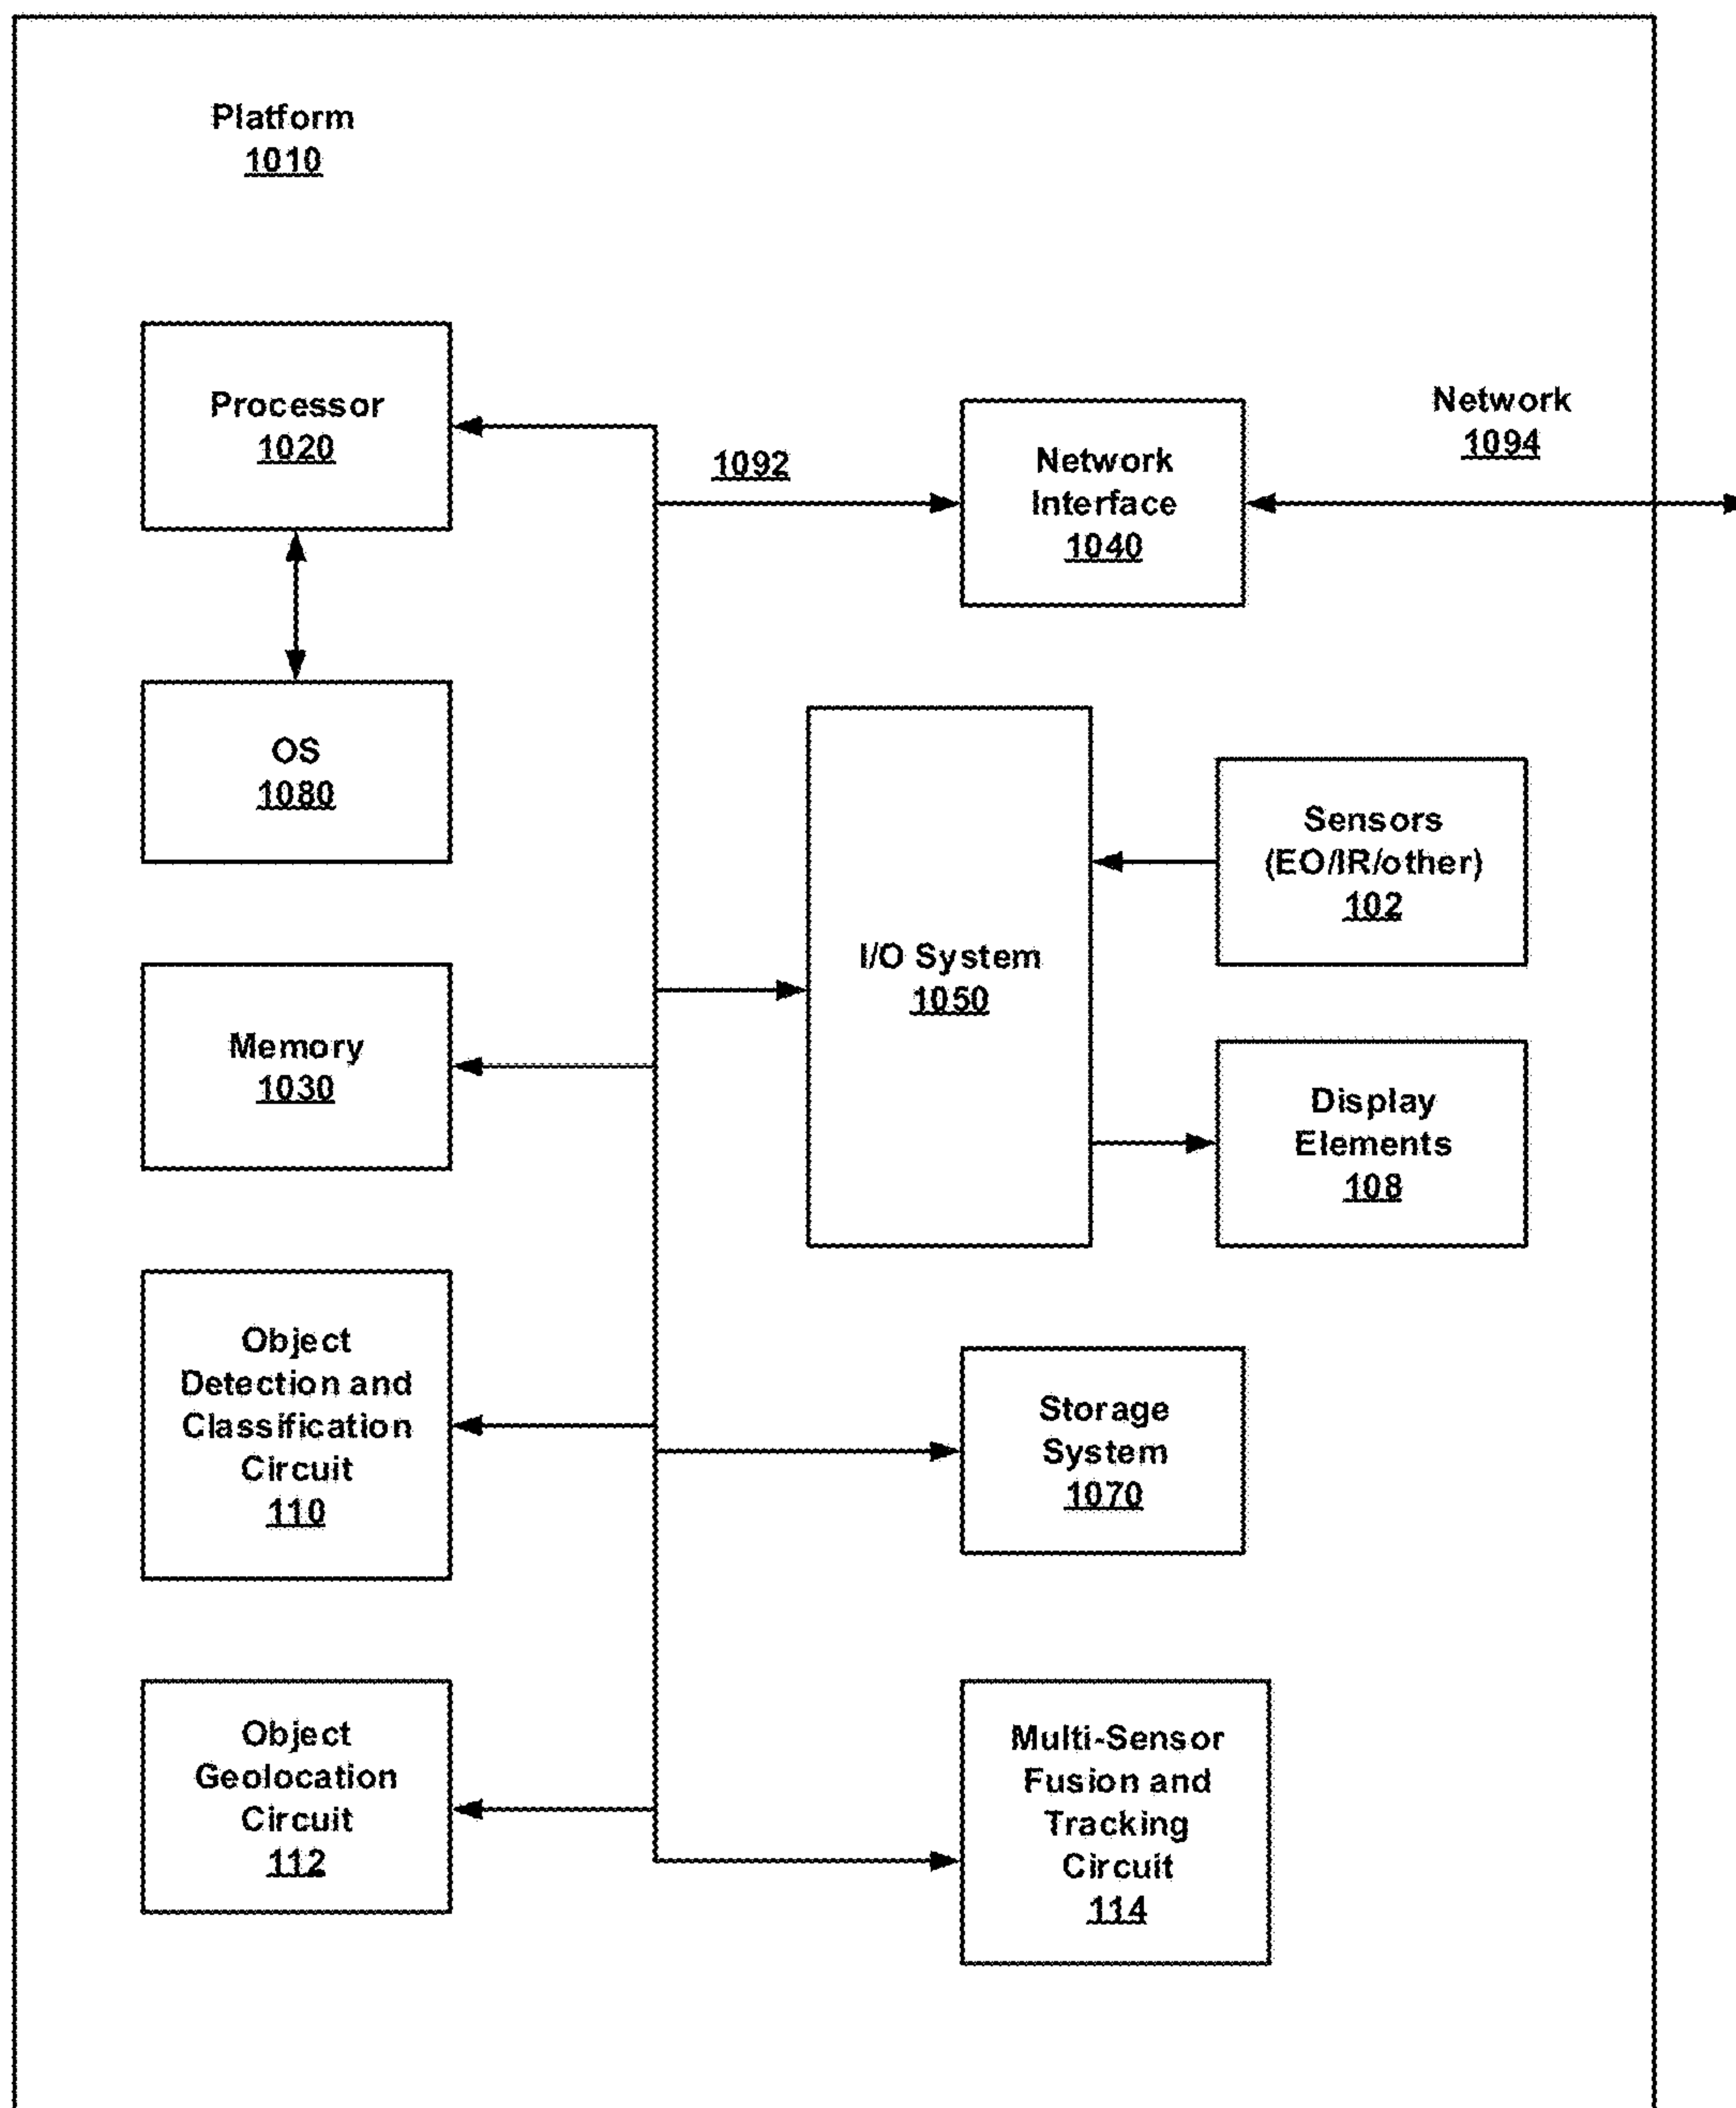 Platform
1010
Processor
1020
1092
Network
Interface
1040
Network
1094
OS
1080
Sensors
(EO/IR/other)
102
I/O System
1050
Memory
1030
Display
Elements
108
Object
Detection and
Classification
Circuit
110
Storage
System
1070
Object
Geolocation
Circuit
112
Multi-Sensor
Fusion and
Tracking
Circuit
114